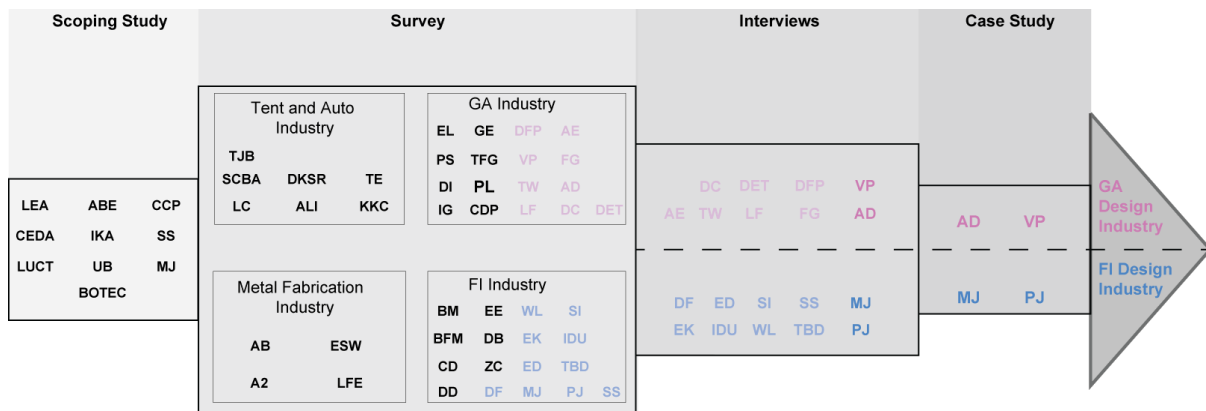 Scoping Study Survey Interviews Case Study
LEA ABE CCP
CEDA IKA SS
LUCT UB MJ
BOTEC
Tent and Auto
Industry
TJB
SCBA DKSR TE
LC ALI KKC
GA Industry
EL GE DFP AE
PS TFG VP FG
DI PL TW AD
IG CDP LF DC DET
Metal Fabrication
Industry
AB ESW
A2 LFE
FI Industry
BM EE WL SI
BFM DB EK IDU
CD ZC ED TBD
DD DF MJ PJ SS
DC DET DFP VP
AE TW LF FG AD
DF ED SI SS MJ
EK IDU WL TBD PJ
AD VP
MJ PJ
GA
Design
Industry
FI Design
Industry